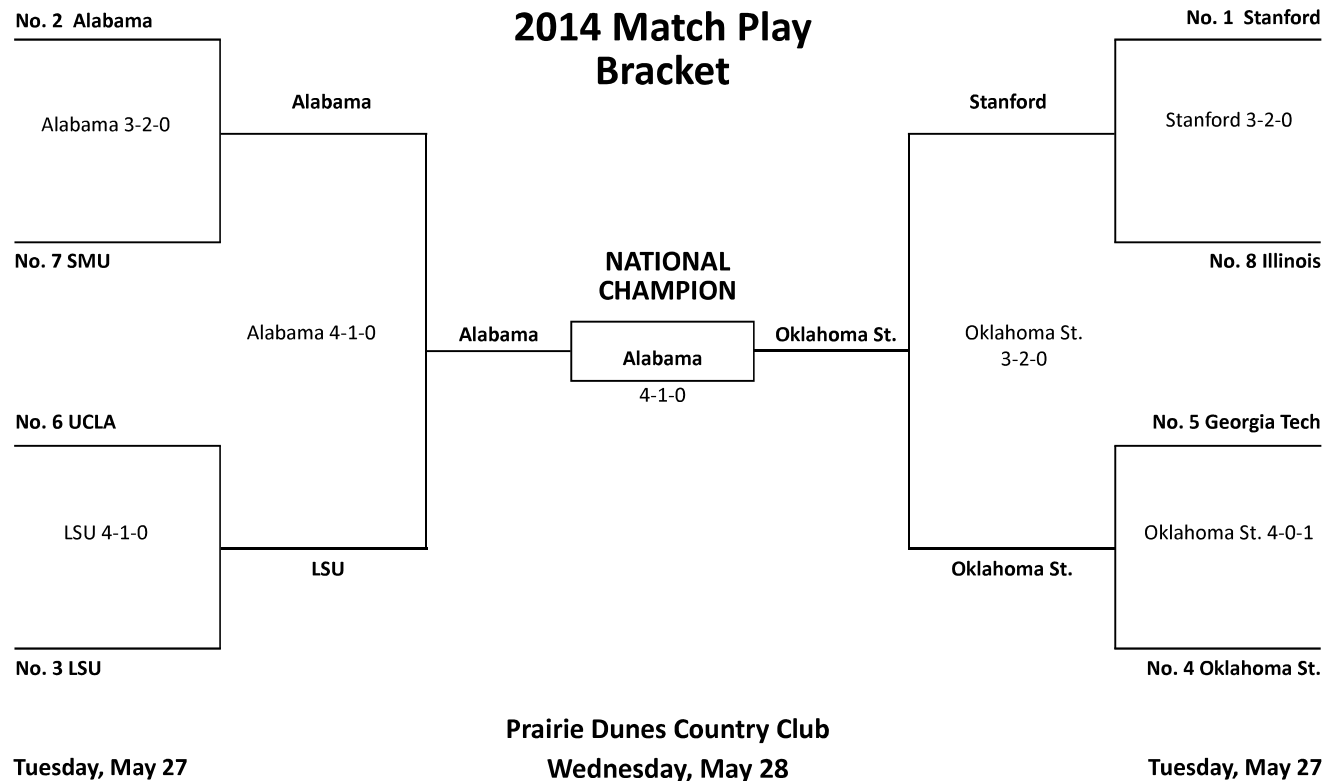 2014 Match Play
Bracket
No. 2  Alabama
Alabama 3-2-0
No. 7 SMU
Alabama
Alabama 4-1-0
No. 6 UCLA
LSU 4-1-0
No. 3 LSU
LSU
Alabama
NATIONAL
CHAMPION
Alabama
4-1-0
Oklahoma St.
No. 1  Stanford
Stanford 3-2-0
No. 8 Illinois
Stanford
Oklahoma St.
3-2-0
No. 5 Georgia Tech
Oklahoma St. 4-0-1
No. 4 Oklahoma St.
Oklahoma St.
Prairie Dunes Country Club
Tuesday, May 27
Wednesday, May 28
Tuesday, May 27